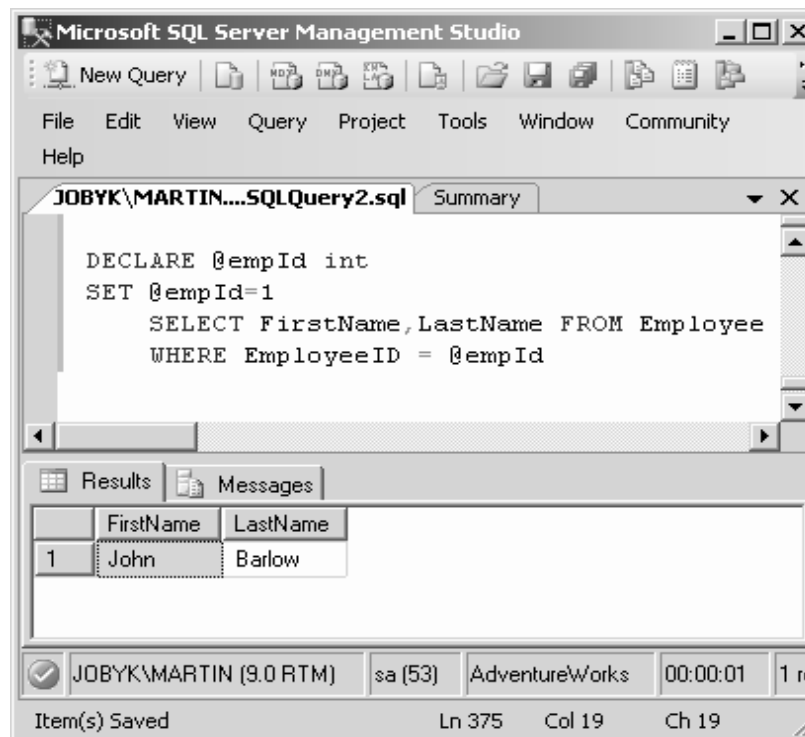 Microsoft SQL Server Management Studio
New Query
File Edit View Query Project Tools Window Community
Help
JOBYK\MARTIN....SQLQuery2.sql Summary
DECLARE @empId int
SET @empId=1
SELECT FirstName,LastName FROM Employee
WHERE EmployeeID = @empId
Results Messages
FirstName LastName
1 John Barlow
JOBYK\MARTIN (9.0 RTM) sa (53) AdventureWorks 00:00:01 1
Item(s) Saved Ln 375 Col 19 Ch 19